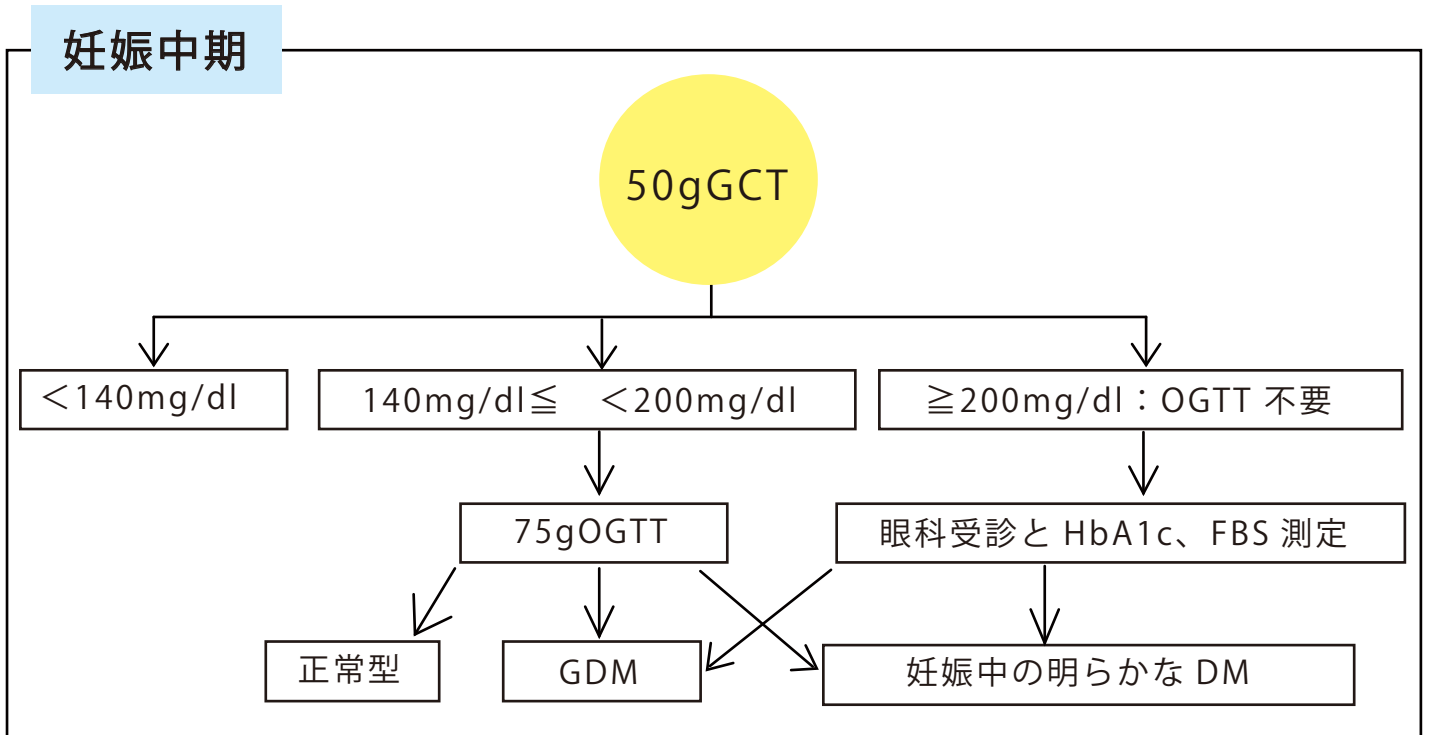 妊娠中期
50gGCT
＜140mg/dl
140mg/dl≦　＜200mg/dl
≧200mg/dl：OGTT 不要
75gOGTT
眼科受診と HbA1c、FBS 測定
正常型
GDM
妊娠中の明らかな DM